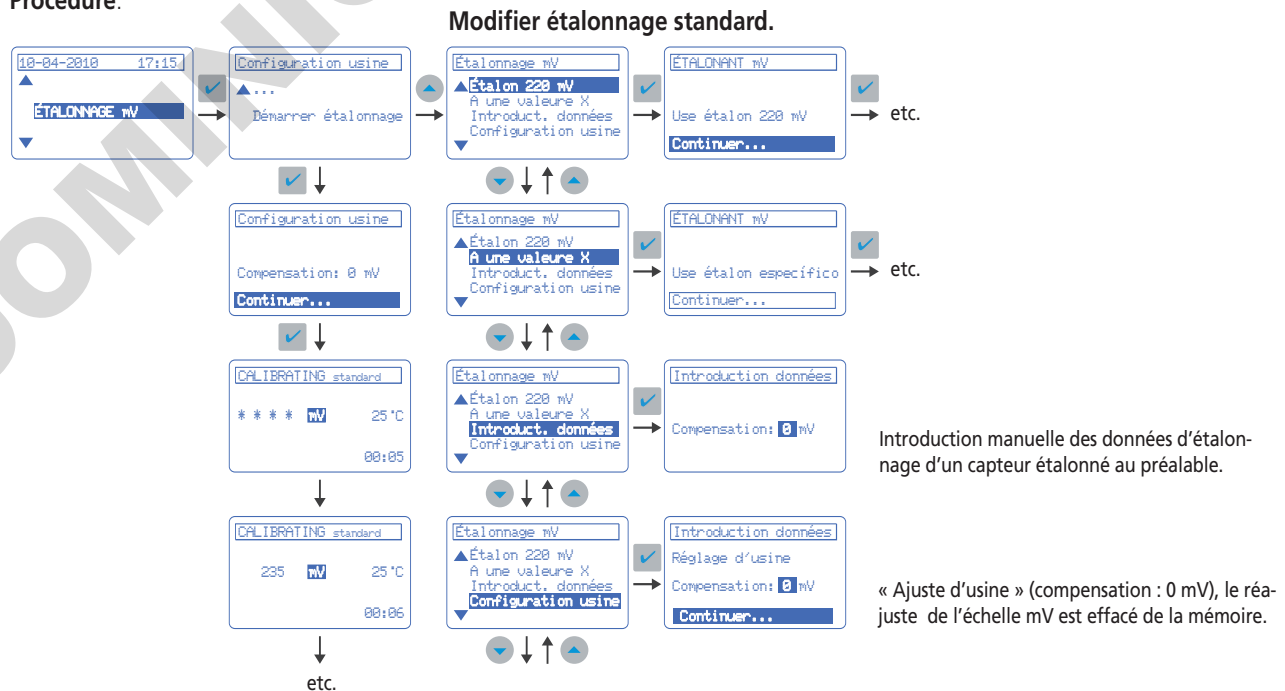 Procédure:
Modifier étalonnage standard.
10-04-2010 17:15
ÉTALONNAGE mV
Configuration usine
...
Démarrer étalonnage
Étalonnage mV
Étalon 220 mV
A une valeure X
Introduct. données
Configuration usine
ÉTALONANT mV
Use étalon 220 mV
Continuer...
etc.
Configuration usine
Compensation: 0 mV
Continuer...
Étalonnage mV
Étalon 220 mV
A une valeure X
Introduct. données
Configuration usine
ÉTALONANT mV
Use étalon específico
Continuer...
etc.
CALIBRATING standard
* * * * mV 25 °C
00:05
Étalonnage mV
Étalon 220 mV
A une valeure X
Introduct. données
Configuration usine
Introduction données
Compensation: 0 mV
Introduction manuelle des données d’étalon-
nage d’un capteur étalonné au préalable.
CALIBRATING standard
235 mV 25 °C
00:06
Étalonnage mV
Étalon 220 mV
A une valeure X
Introduct. données
Configuration usine
Introduction données
Réglage d’usine
Compensation: 0 mV
Continuer...
« Ajuste d’usine » (compensation : 0 mV), le réa-
juste de l’échelle mV est effacé de la mémoire.
etc.